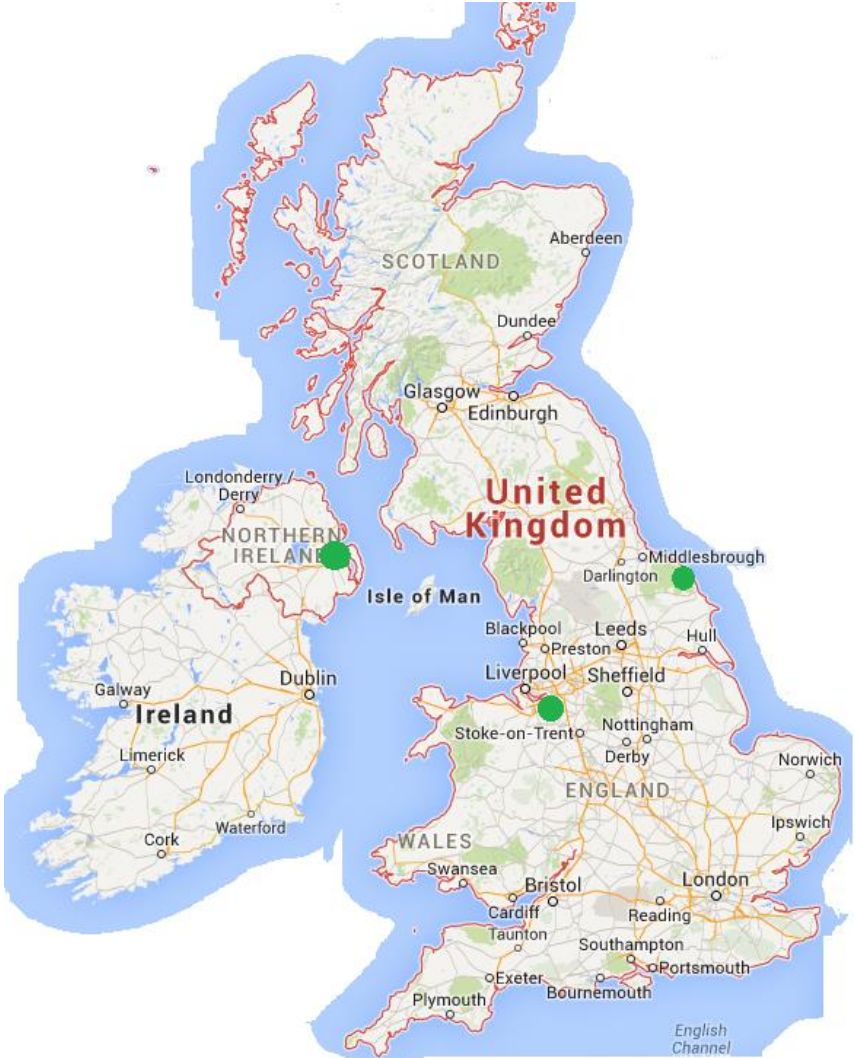 Aberdeen
SCOTLAND
Dundee
Glasgow
Edinburgh
Londonderry /
Derry
United
Kingdom
NORTHERN
IRELAND
Middlesbrough
Darlington
Isle of Man
Blackpool
Leeds
Hull
Preston
Liverpool
Sheffield
Dublin
Galway
Ireland
Nottingham
Stoke-on-Trent
Derby
Limerick
Norwich
ENGLAND
Waterford
Ipswich
Cork
WALES
Swansea
Bristol
London
Cardiff
Reading
Taunton
Southampton
Portsmouth
Exeter
Bournemouth
Plymouth
English
Channel